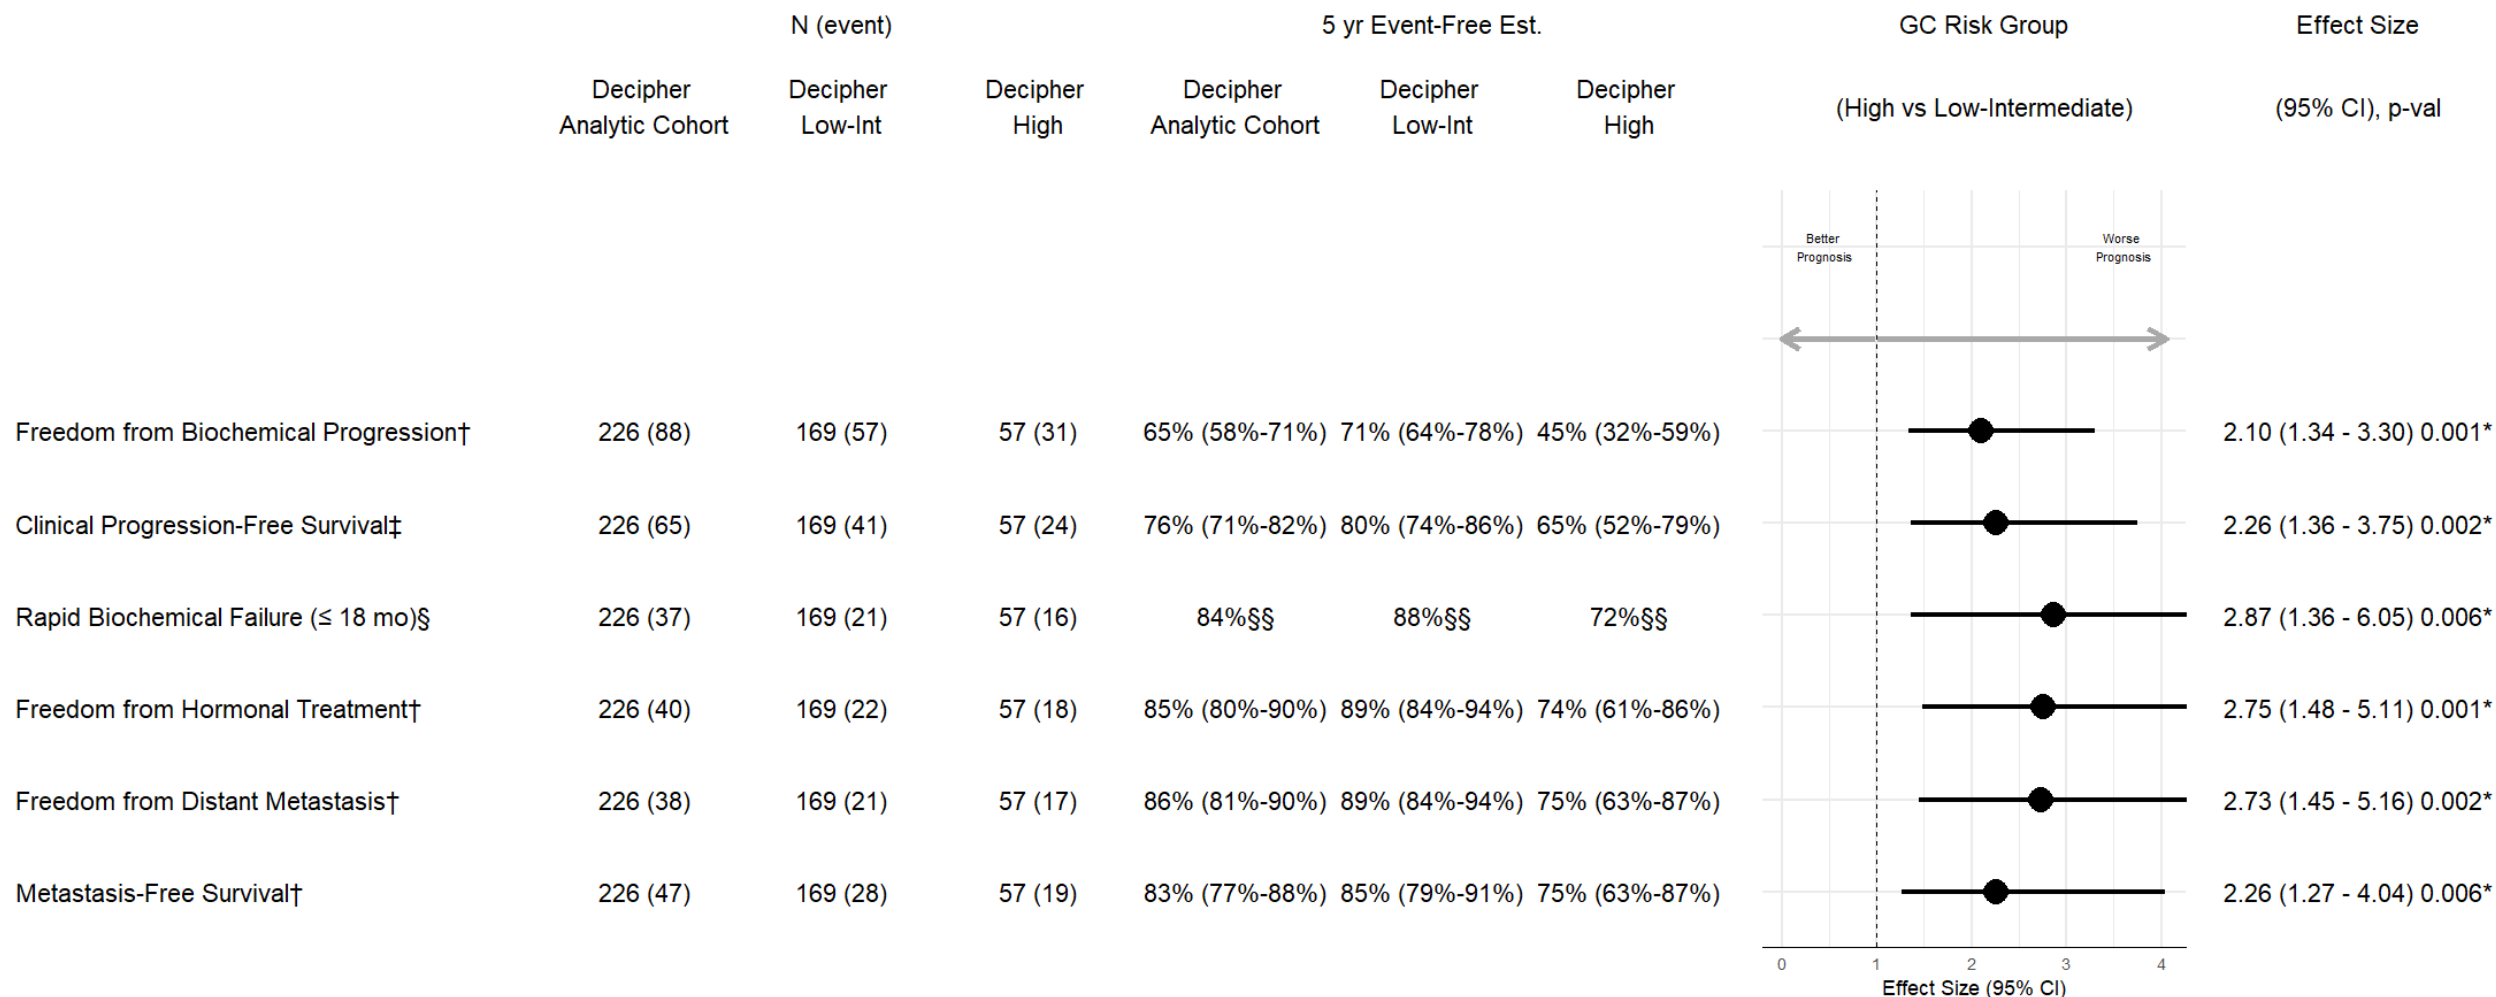 N (event) 5 yr Event-Free Est. GC Risk Group Effect Size
Decipher Decipher Decipher Decipher Decipher Decipher
Analytic Cohort Low-Int High Analytic Cohort Low-Int High (High vs Low-Intermediate) (95% CI), p-val
Better Worse
Prognosis Prognosis
Freedom from Biochemical Progression† 226 (88) 169 (57) 57 (31) 65% (58%-71%) 71% (64%-78%) 45% (32%-59%) 2.10 (1.34 - 3.30) 0.001*
Clinical Progression-Free Survival‡ 226 (65) 169 (41) 57 (24) 76% (71%-82%) 80% (74%-86%) 65% (52%-79%) 2.26 (1.36 - 3.75) 0.002*
Rapid Biochemical Failure (≤ 18 mo)§ 226 (37) 169 (21) 57 (16) 84%§§ 88%§§ 72%§§ 2.87 (1.36 - 6.05) 0.006*
Freedom from Hormonal Treatment† 226 (40) 169 (22) 57 (18) 85% (80%-90%) 89% (84%-94%) 74% (61%-86%) 2.75 (1.48 - 5.11) 0.001*
Freedom from Distant Metastasis† 226 (38) 169 (21) 57 (17) 86% (81%-90%) 89% (84%-94%) 75% (63%-87%) 2.73 (1.45 - 5.16) 0.002*
Metastasis-Free Survival† 226 (47) 169 (28) 57 (19) 83% (77%-88%) 85% (79%-91%) 75% (63%-87%) 2.26 (1.27 - 4.04) 0.006*
0 1 2 3 4
Effect Size (95% CI)